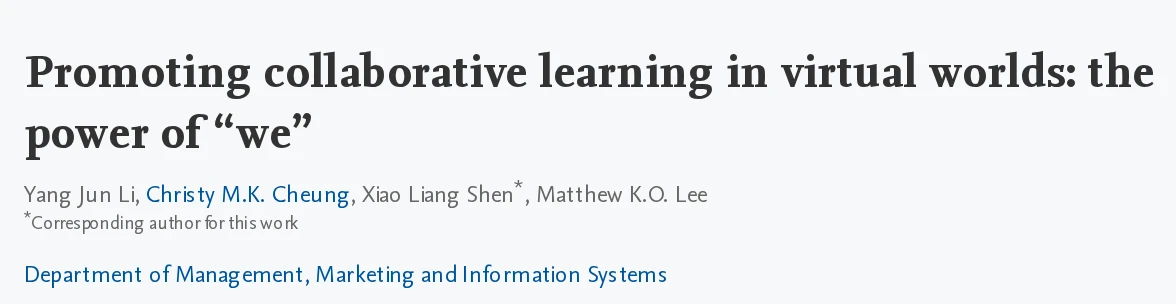 Promoting collaborative learning in virtual worlds: the
power of “we”
Yang Jun Li, Christy M.K. Cheung, Xiao Liang Shen*, Matthew K.O. Lee
*Corresponding author for this work
Department of Management, Marketing and Information Systems